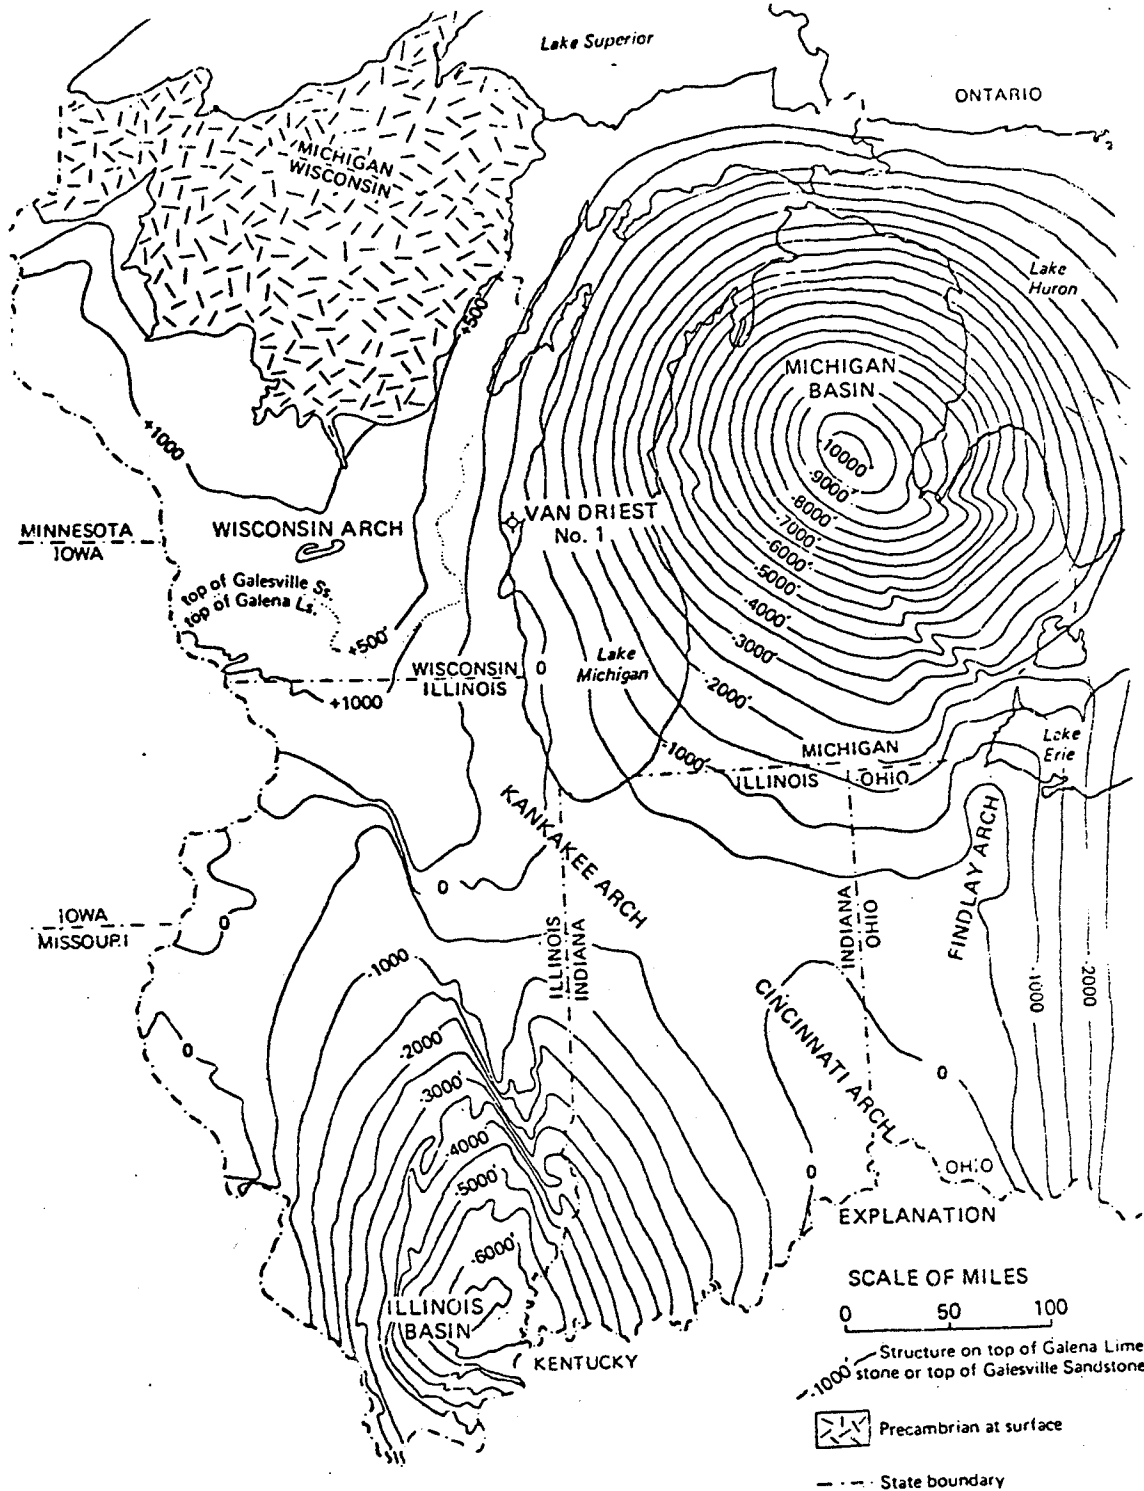 Lake Superior
ONTARIO
MICHIGAN
WISCONSIN
Lake
Huron
+500'
MICHIGAN
BASIN
+1000
-10000'
-9000'
-8000'
-7000'
-6000'
-5000'
-4000'
-3000'
-2000'
-1000'
MINNESOTA
IOWA
WISCONSIN ARCH
VAN DRIEST
No. 1
top of Galesville Ss.
top of Galena Ls.
+500'
Lake
Michigan
WISCONSIN
ILLINOIS
0
+1000
MICHIGAN
ILLINOIS
OHIO
Lake
Erie
KANKAKEE ARCH
FINDLAY ARCH
0
0
IOWA
MISSOURI
ILLINOIS
INDIANA
INDIANA
OHIO
-1000
-1000
-2000
CINCINNATI ARCH
0
0
-2000'
-3000'
-4000'
-5000'
-6000'
0
OHIO
ILLINOIS
BASIN
KENTUCKY
EXPLANATION
SCALE OF MILES
0 50 100
-1000'
Structure on top of Galena Lime
stone or top of Galesville Sandstone
Precambrian at surface
State boundary